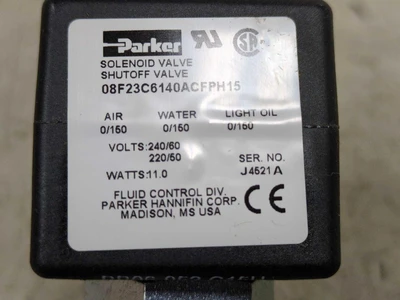 Parker
SOLENOID VALVE
SHUTOFF VALVE
08F23C6140ACFPH15
AIR WATER LIGHT OIL
0/150 0/150 0/150
VOLTS: 240/60
220/50
SER. NO.
WATTS: 11.0
J4521A
FLUID CONTROL DIV.
PARKER HANNIFIN CORP.
MADISON, MS USA
CE